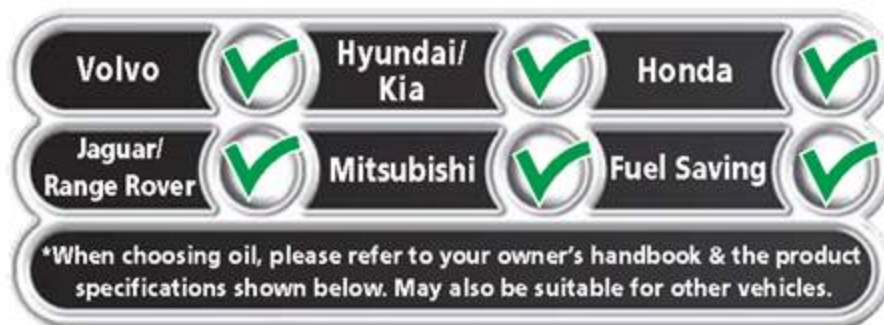 Volvo
Hyundai/
Kia
Honda
Jaguar/
Range Rover
Mitsubishi
Fuel Saving
*When choosing oil, please refer to your owner's handbook & the product
specifications shown below. May also be suitable for other vehicles.